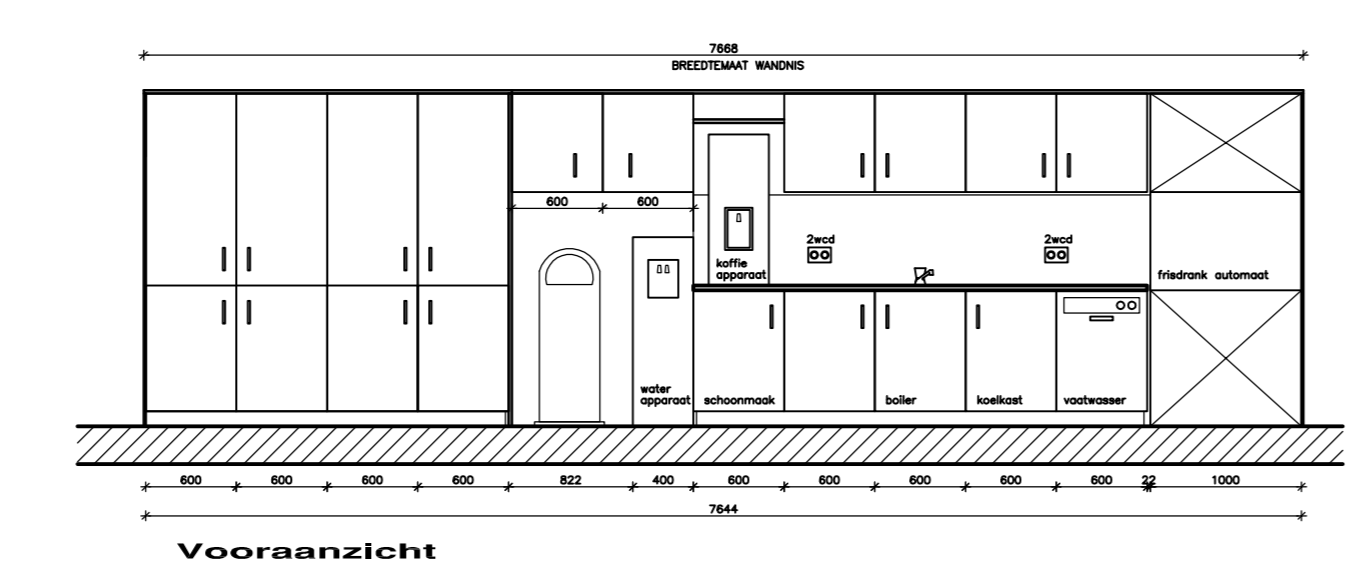 7668
BREEDTEMAAT WANDNIS
600 600
2wcd 2wcd
koffie
apparaat
frisdrank automaat
water
apparaat
schoonmaak boiler koelkast vaatwasser
600 600 600 600 822 400 600 600 600 600 600 22 1000
7644
Vooraanzicht